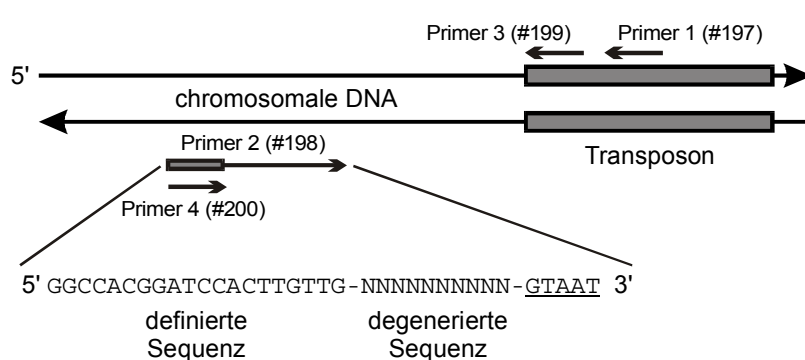 Primer 3 (#199) Primer 1 (#197)
5'
chromosomale DNA
Primer 2 (#198)
Transposon
Primer 4 (#200)
5' GGCCACGGATCCACTTGTTG-NNNNNNNNNN-GTAAT 3'
definierte degenerierte
Sequenz Sequenz